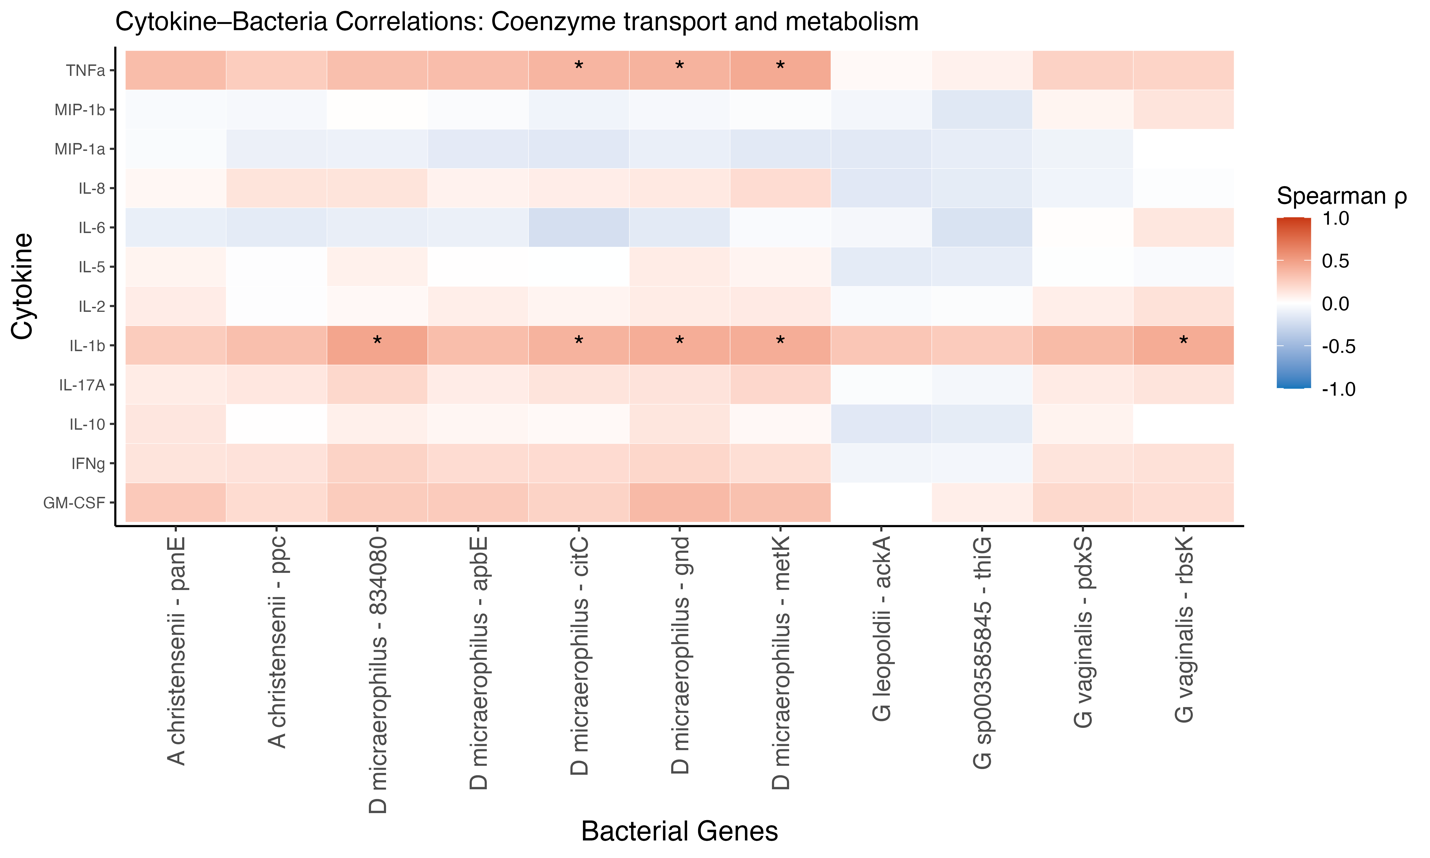 Cytokine–Bacteria Correlations: Coenzyme transport and metabolism
Cytokine
TNFa
MIP-1b
MIP-1a
IL-8
IL-6
IL-5
IL-2
IL-1b
IL-17A
IL-10
IFNg
GM-CSF
* * *
* * * * *
A christensenii - panE
A christensenii - ppc
D micraerophilus - 834080
D micraerophilus - apbE
D micraerophilus - citC
D micraerophilus - gnd
D micraerophilus - metK
G leopoldii - ackA
G sp003585845 - thiG
G vaginalis - pdxS
G vaginalis - rbsK
Bacterial Genes
Spearman ρ
1.0
0.5
0.0
-0.5
-1.0